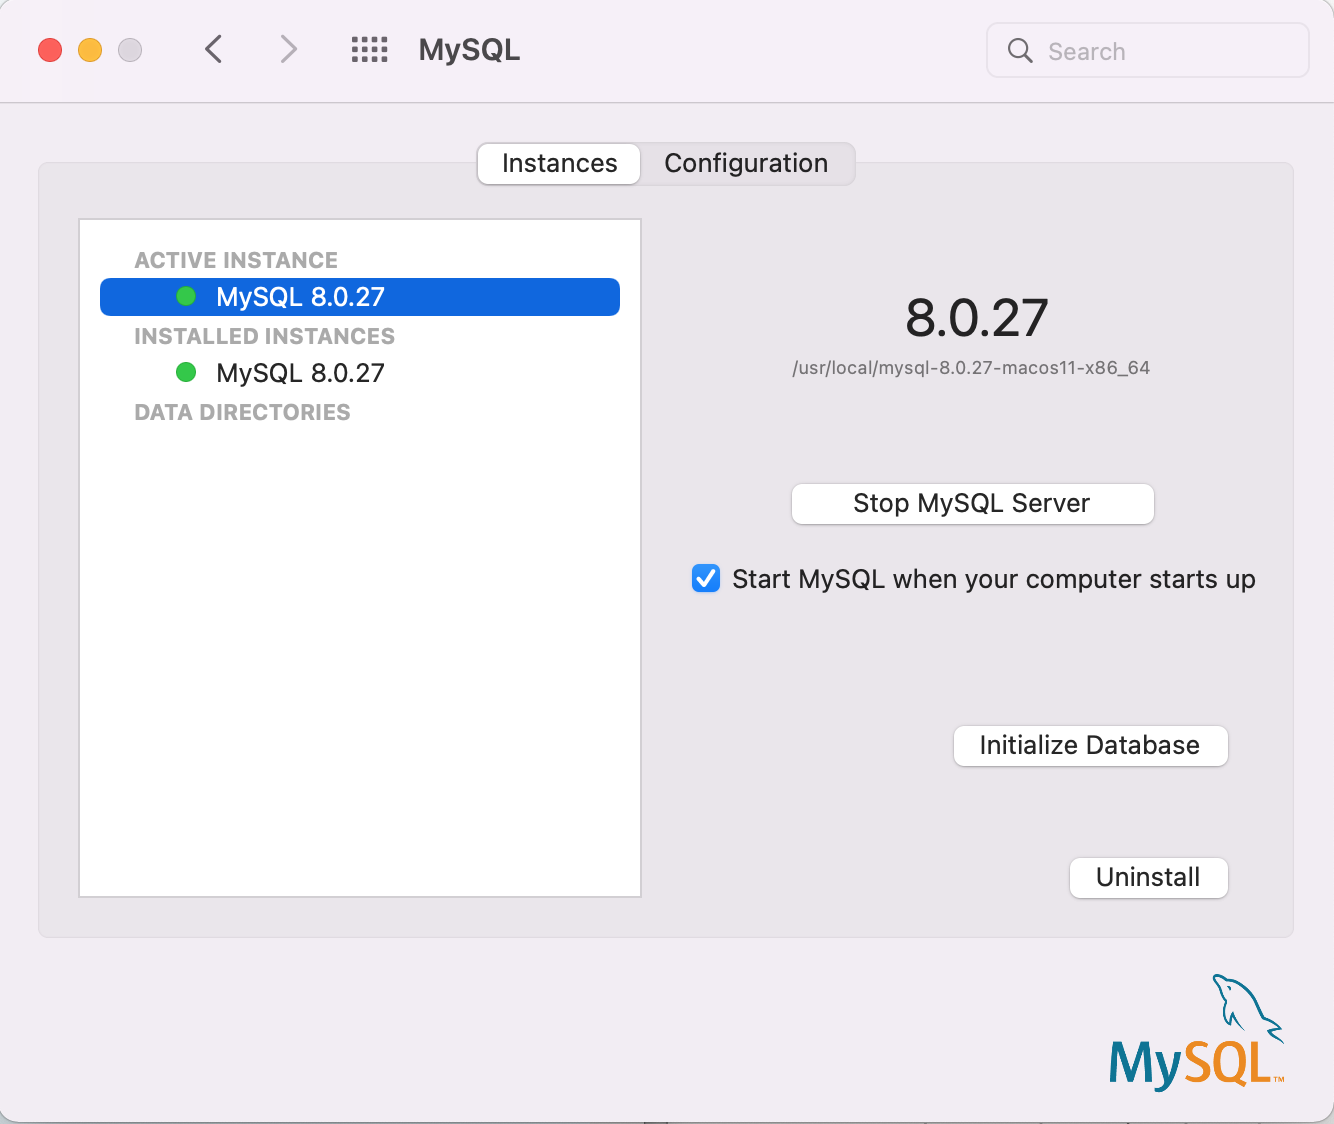 MySQL
Search
Instances
Configuration
ACTIVE INSTANCE
MySQL 8.0.27
INSTALLED INSTANCES
MySQL 8.0.27
DATA DIRECTORIES
8.0.27
/usr/local/mysql-8.0.27-macos11-x86_64
Stop MySQL Server
Start MySQL when your computer starts up
Initialize Database
Uninstall
MySQL™